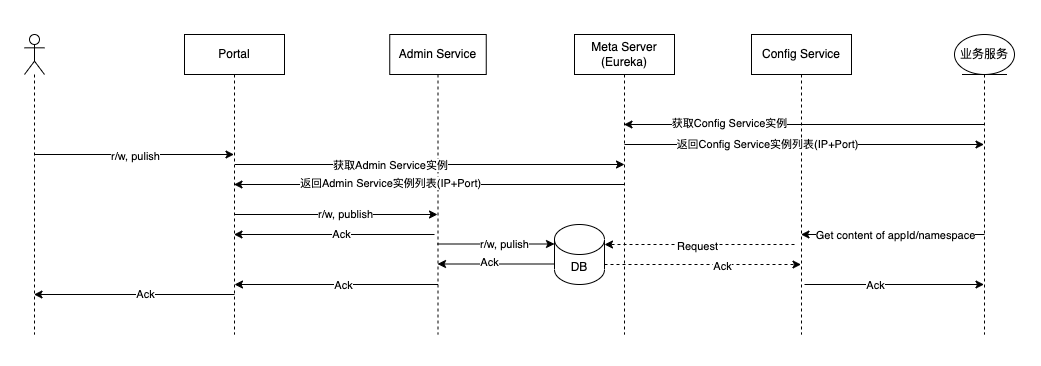 Portal
Admin Service
Meta Server
(Eureka)
Config Service
业务服务
获取Config Service实例
返回Config Service实例列表(IP+Port)
r/w, pulish
获取Admin Service实例
返回Admin Service实例列表(IP+Port)
r/w, publish
Ack
Get content of appId/namespace
r/w, pulish
Request
Ack
DB
Ack
Ack
Ack
Ack